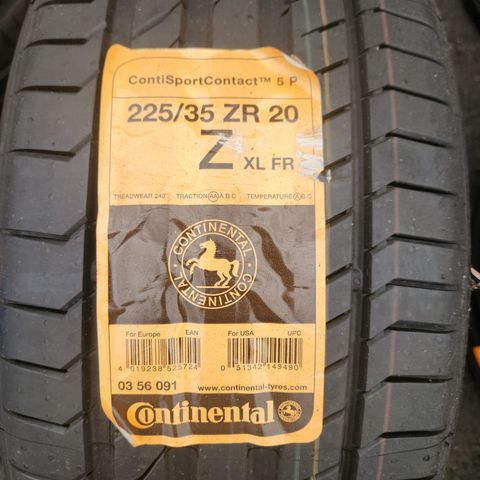 ContiSportContact™ 5 P
225/35 ZR 20
Z XL FR
TREADWEAR 240 TRACTION AA A B C TEMPERATURE A B C
CONTINENTAL
CONTINENTAL
For Europe EAN For USA UPC
4 019238 525724 0 51342 149490
03 56 091 www.continental-tyres.com
Continental